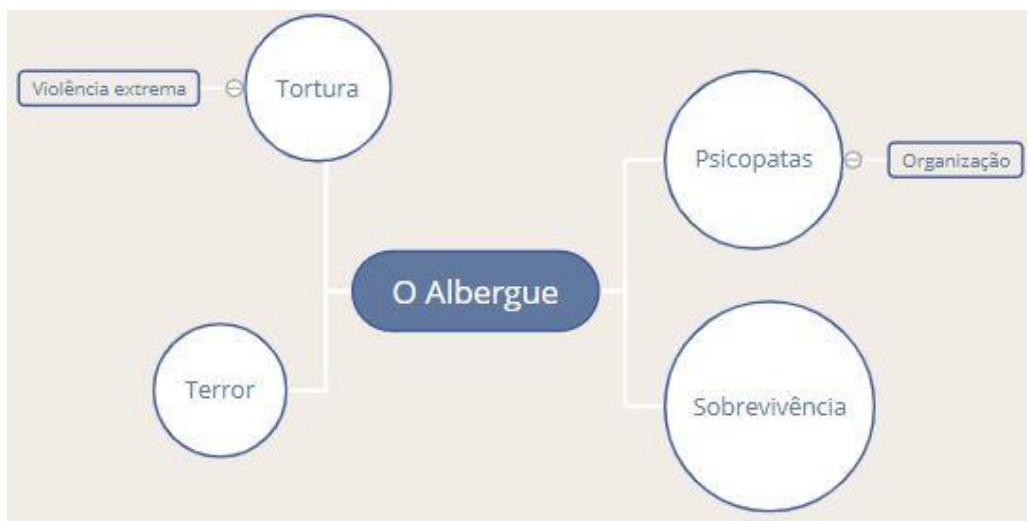 Violência extrema
Tortura
Psicopatas
Organização
O Albergue
Terror
Sobrevivência